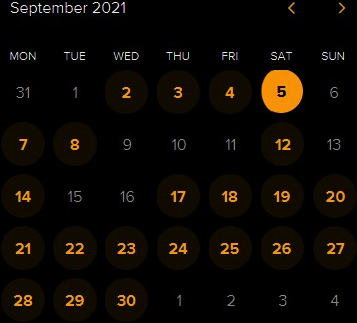 September 2021 < >
MON TUE WED THU FRI SAT SUN
31 1 2 3 4 5 6
7 8 9 10 11 12 13
14 15 16 17 18 19 20
21 22 23 24 25 26 27
28 29 30 1 2 3 4